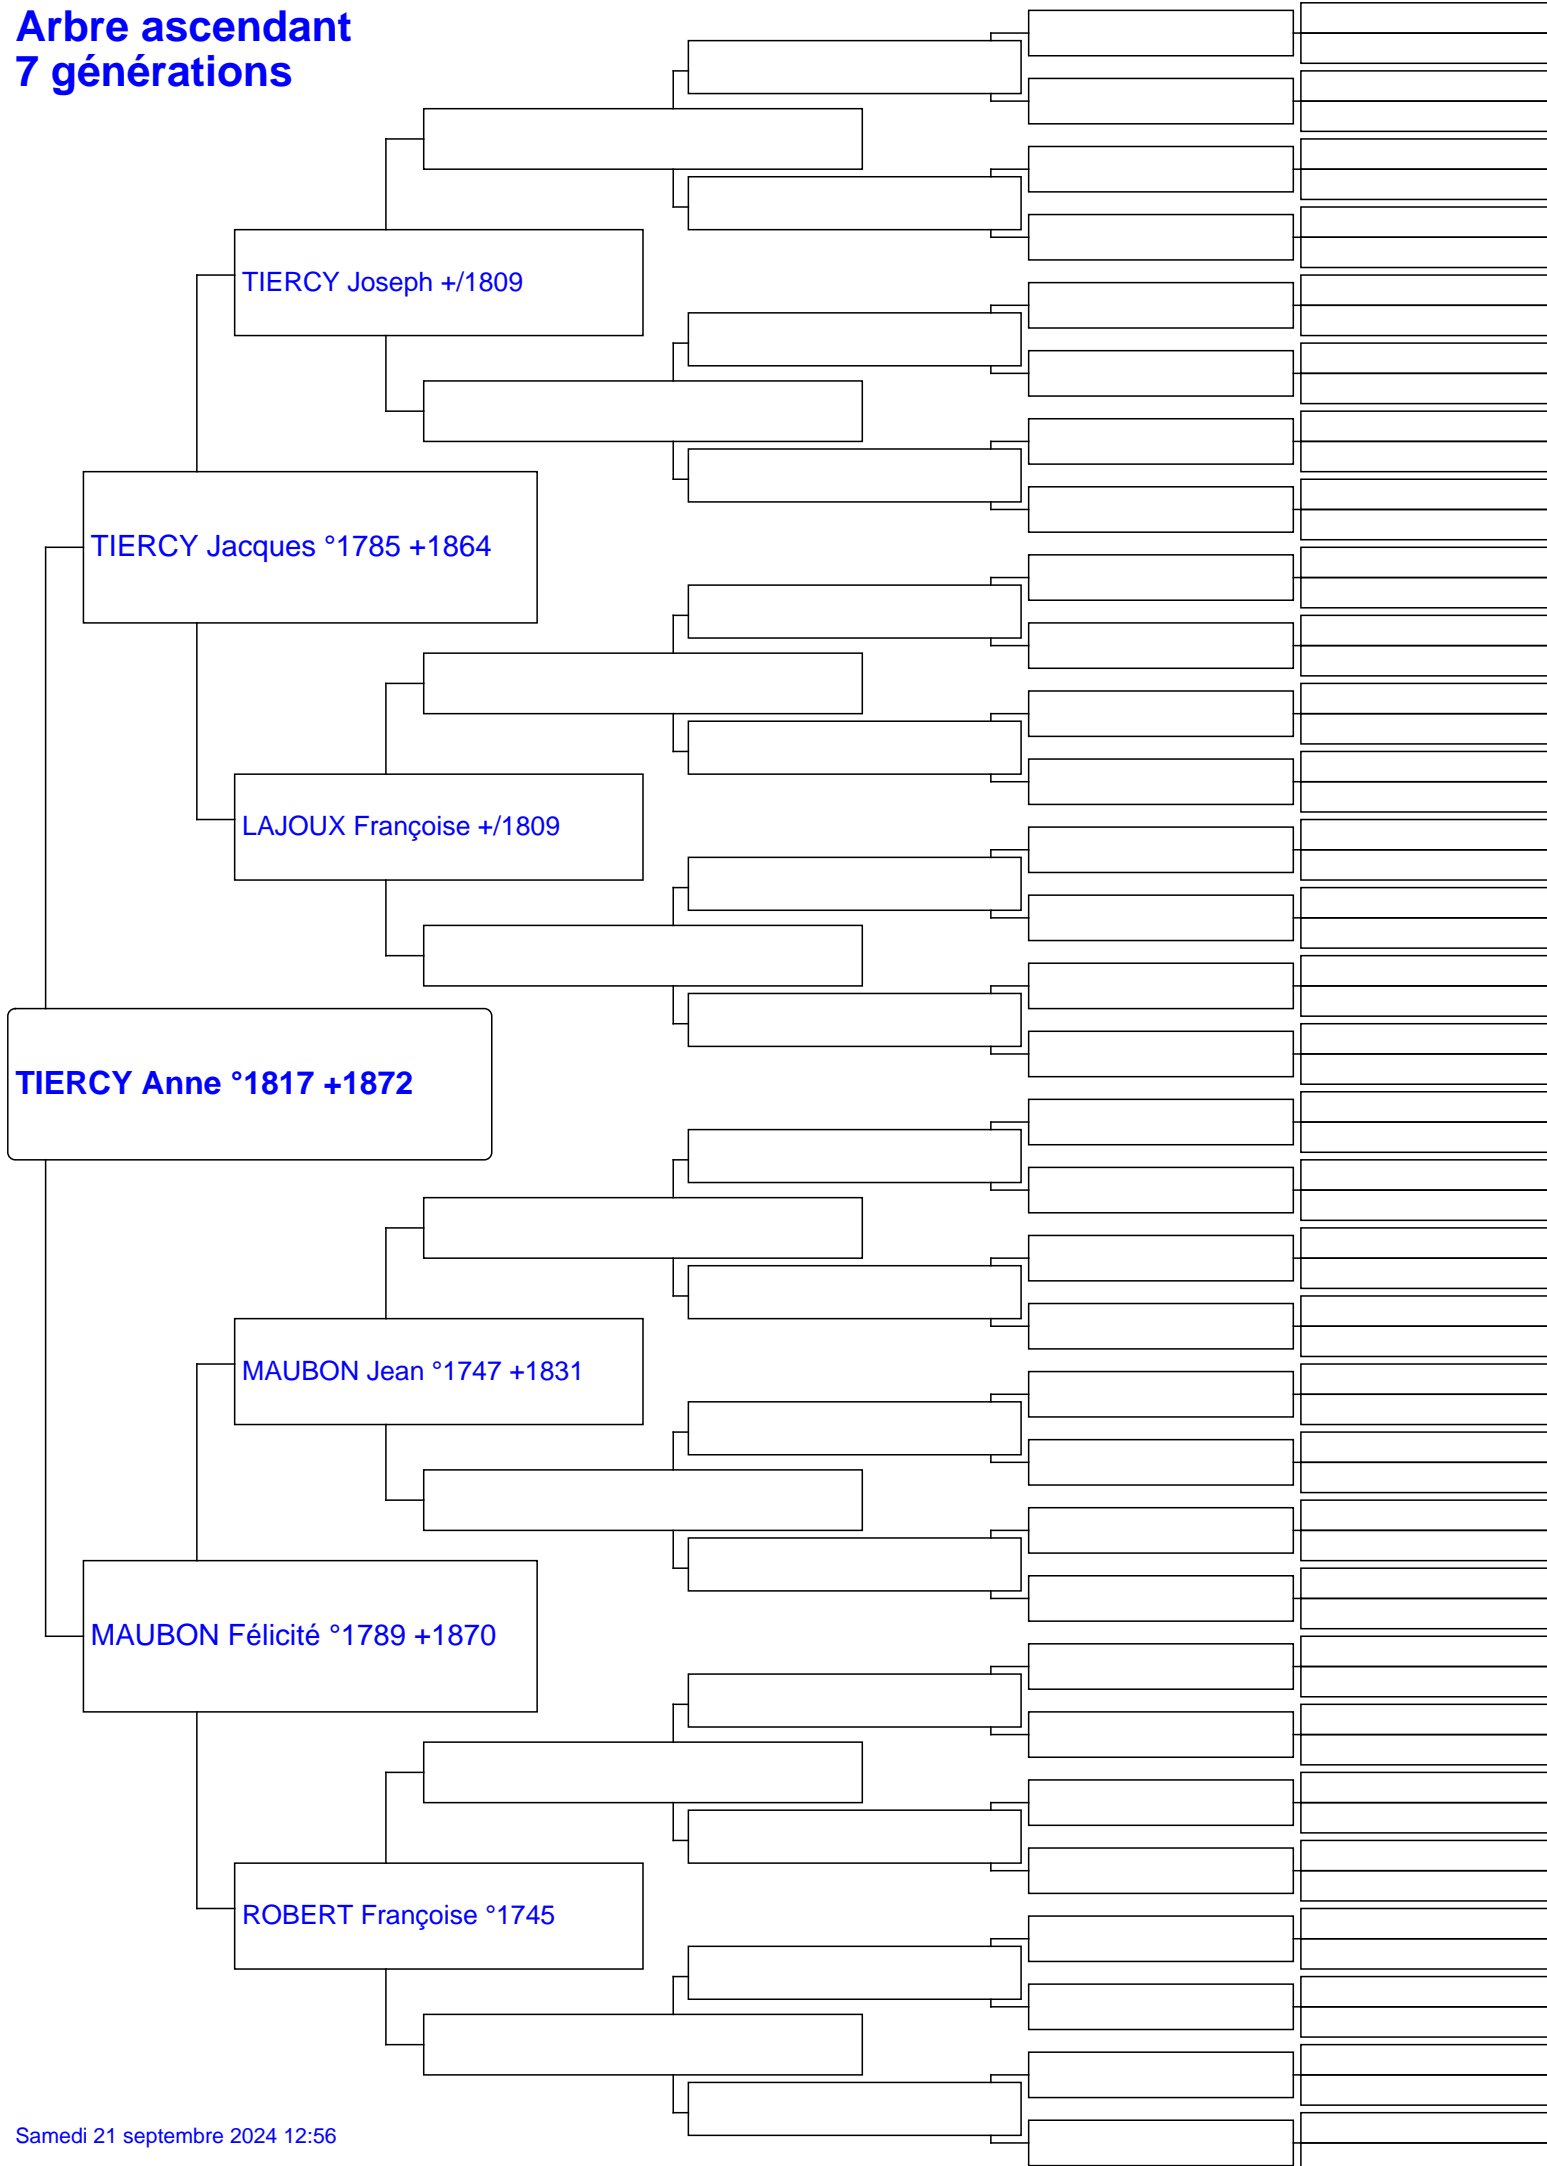 Arbre ascendant
7 générations
TIERCY Joseph +/1809
TIERCY Jacques °1785 +1864
LAJOUX Françoise +/1809
TIERCY Anne °1817 +1872
MAUBON Jean °1747 +1831
MAUBON Félicité °1789 +1870
ROBERT Françoise °1745
Samedi 21 septembre 2024 12:56